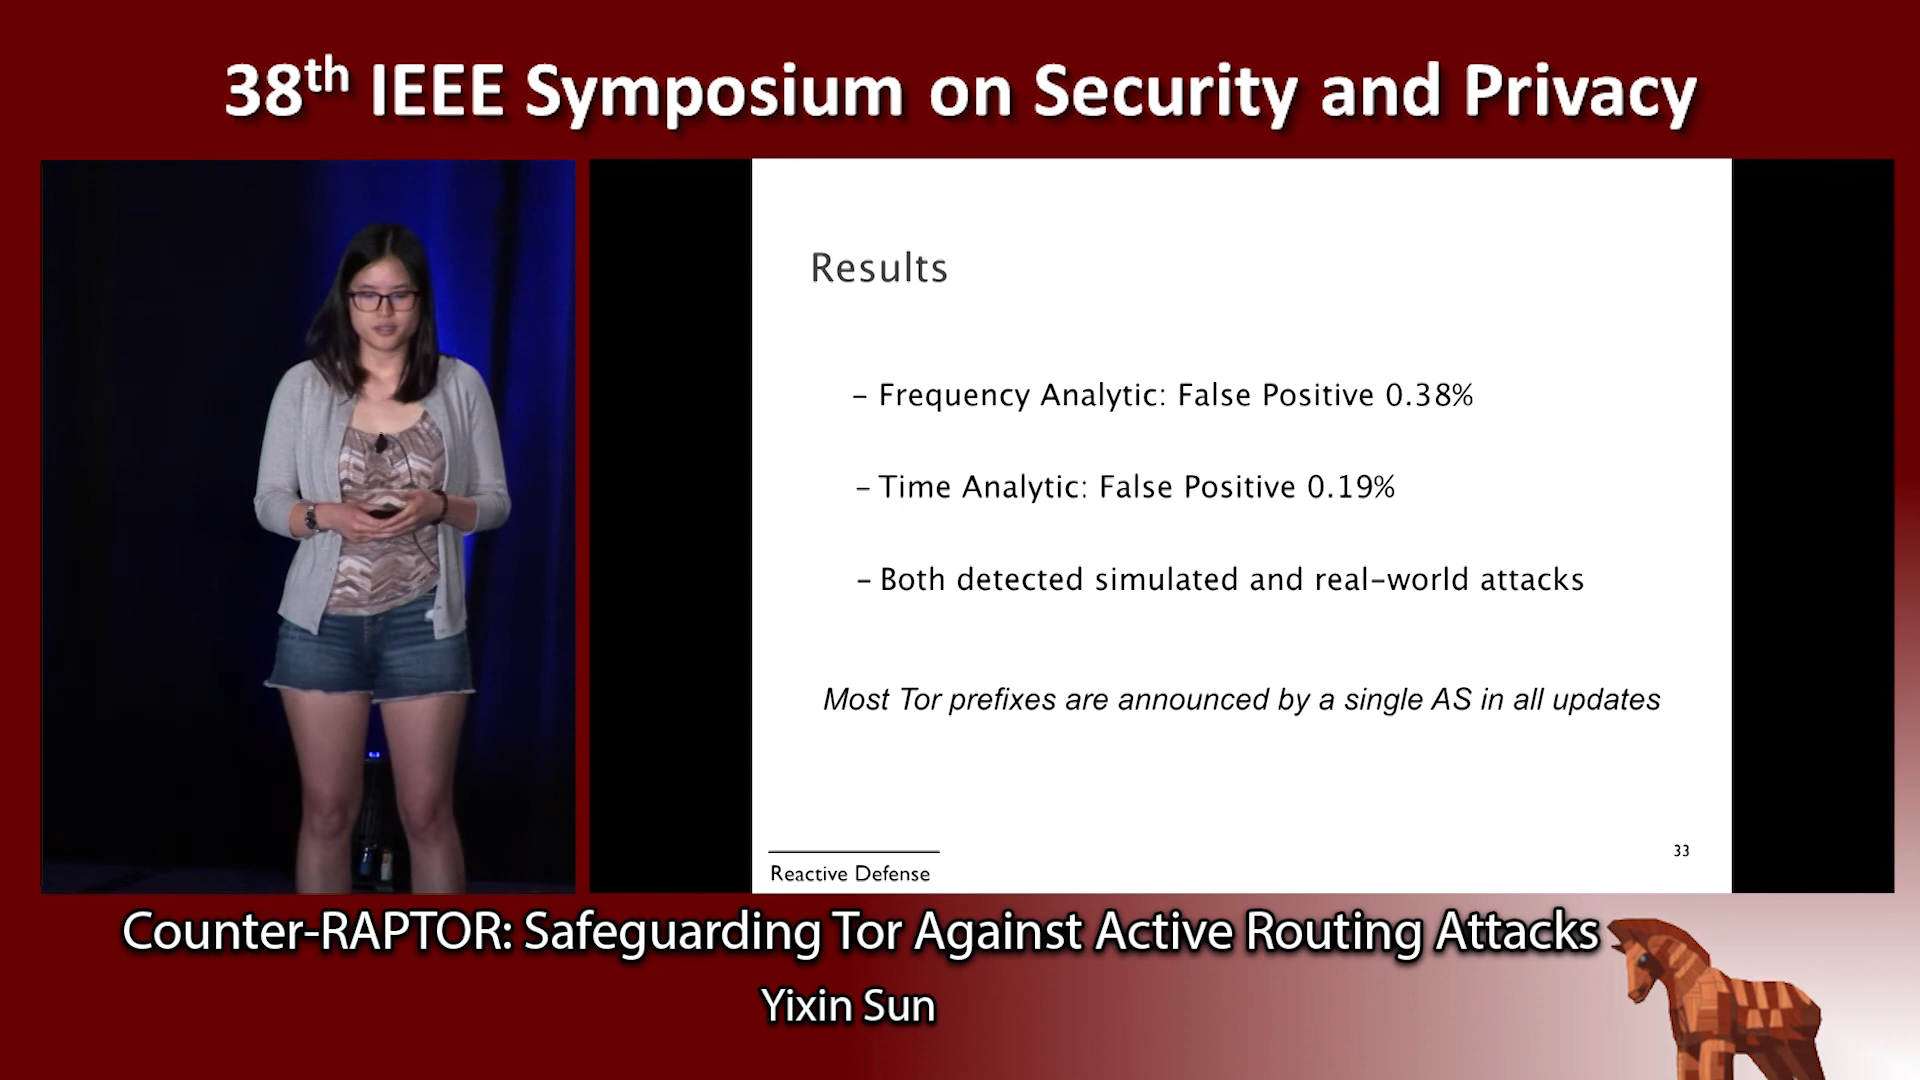 38th IEEE Symposium on Security and Privacy
Results
– Frequency Analytic: False Positive 0.38%
– Time Analytic: False Positive 0.19%
– Both detected simulated and real–world attacks
Most Tor prefixes are announced by a single AS in all updates
33
Reactive Defense
Counter-RAPTOR: Safeguarding Tor Against Active Routing Attacks
Yixin Sun